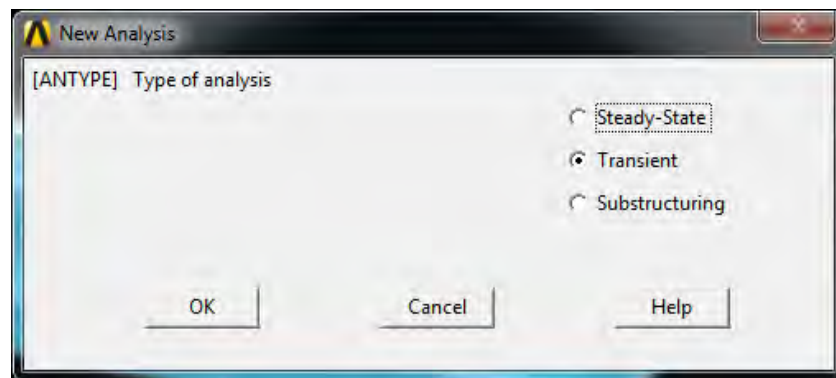 New Analysis
[ANTYPE] Type of analysis
Steady-State
Transient
Substructuring
OK Cancel Help